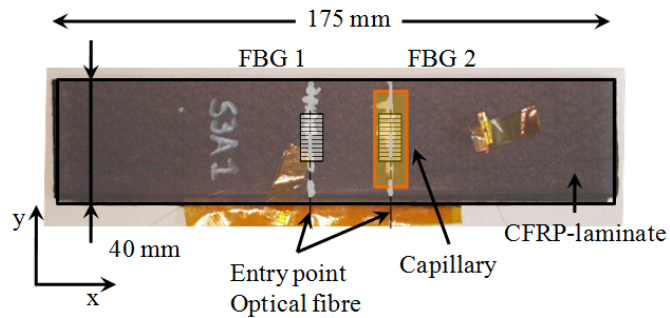 175 mm
FBG 1
FBG 2
S3A1
y
40 mm
x
Entry point
Optical fibre
Capillary
CFRP-laminate